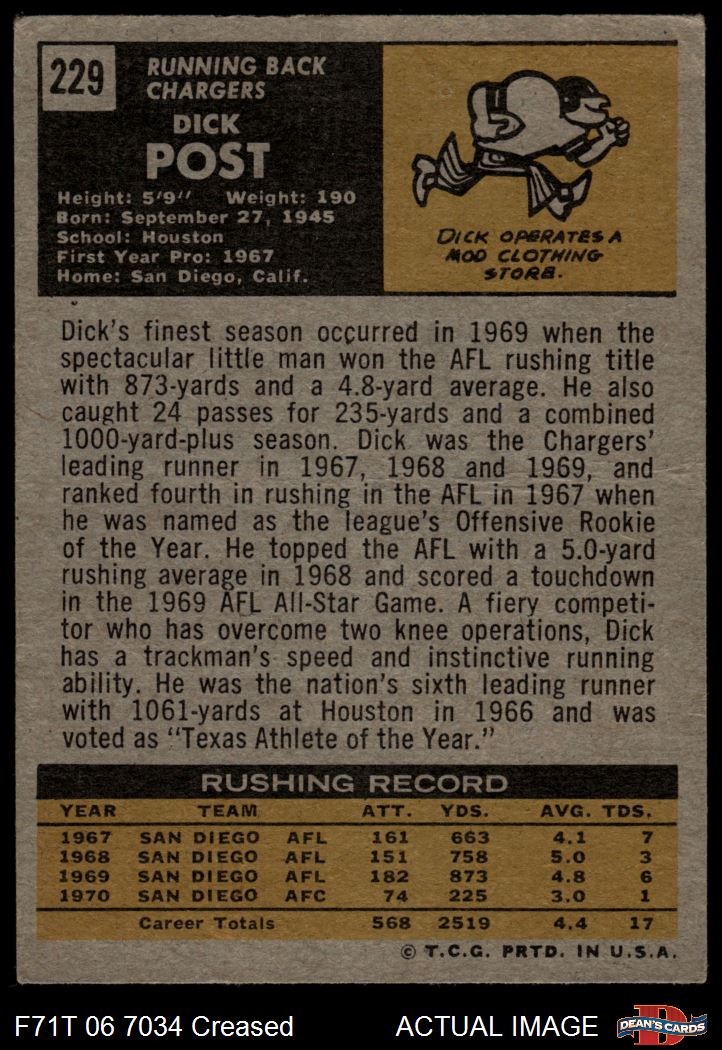 229
RUNNING BACK
CHARGERS
DICK
POST
Height: 5'9" Weight: 190
Born: September 27, 1945
School: Houston
First Year Pro: 1967
Home: San Diego, Calif.
DICK OPERATES A
MOD CLOTHING
STORE.
Dick's finest season occurred in 1969 when the
spectacular little man won the AFL rushing title
with 873-yards and a 4.8-yard average. He also
caught 24 passes for 235-yards and a combined
1000-yard-plus season. Dick was the Chargers'
leading runner in 1967, 1968 and 1969, and
ranked fourth in rushing in the AFL in 1967 when
he was named as the league's Offensive Rookie
of the Year. He topped the AFL with a 5.0-yard
rushing average in 1968 and scored a touchdown
in the 1969 AFL All-Star Game. A fiery competi-
tor who has overcome two knee operations, Dick
has a trackman's speed and instinctive running
ability. He was the nation's sixth leading runner
with 1061-yards at Houston in 1966 and was
voted as "Texas Athlete of the Year."
RUSHING RECORD
YEAR TEAM ATT. YDS. AVG. TDS.
1967 SAN DIEGO AFL 161 663 4.1 7
1968 SAN DIEGO AFL 151 758 5.0 3
1969 SAN DIEGO AFL 182 873 4.8 6
1970 SAN DIEGO AFC 74 225 3.0 1
Career Totals 568 2519 4.4 17
© T.C.G. PRTD. IN U.S.A.
F71T 06 7034 Creased ACTUAL IMAGE
D
DEAN'S CARDS